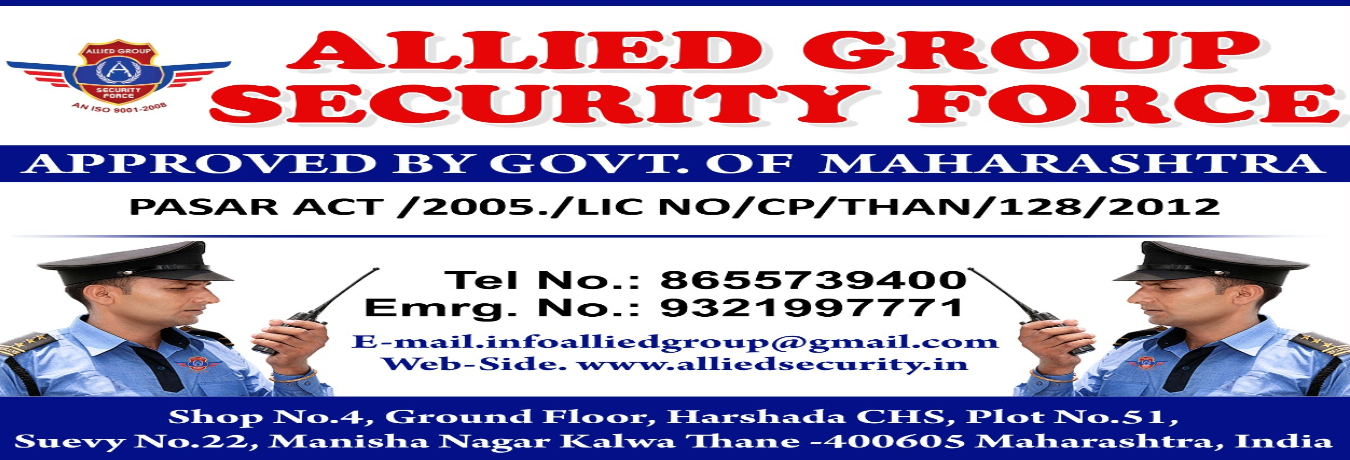 ALLIED GROUP
A
SECURITY
FORCE
AN ISO 9001-2008
ALLIED GROUP
SECURITY FORCE
APPROVED BY GOVT. OF MAHARASHTRA
PASAR ACT /2005./LIC NO/CP/THAN/128/2012
Tel No.: 8655739400
Emrg. No.: 9321997771
E-mail.infoalliedgroup@gmail.com
Web-Side. www.alliedsecurity.in
Shop No.4, Ground Floor, Harshada CHS, Plot No.51,
Suevy No.22, Manisha Nagar Kalwa Thane -400605 Maharashtra, India